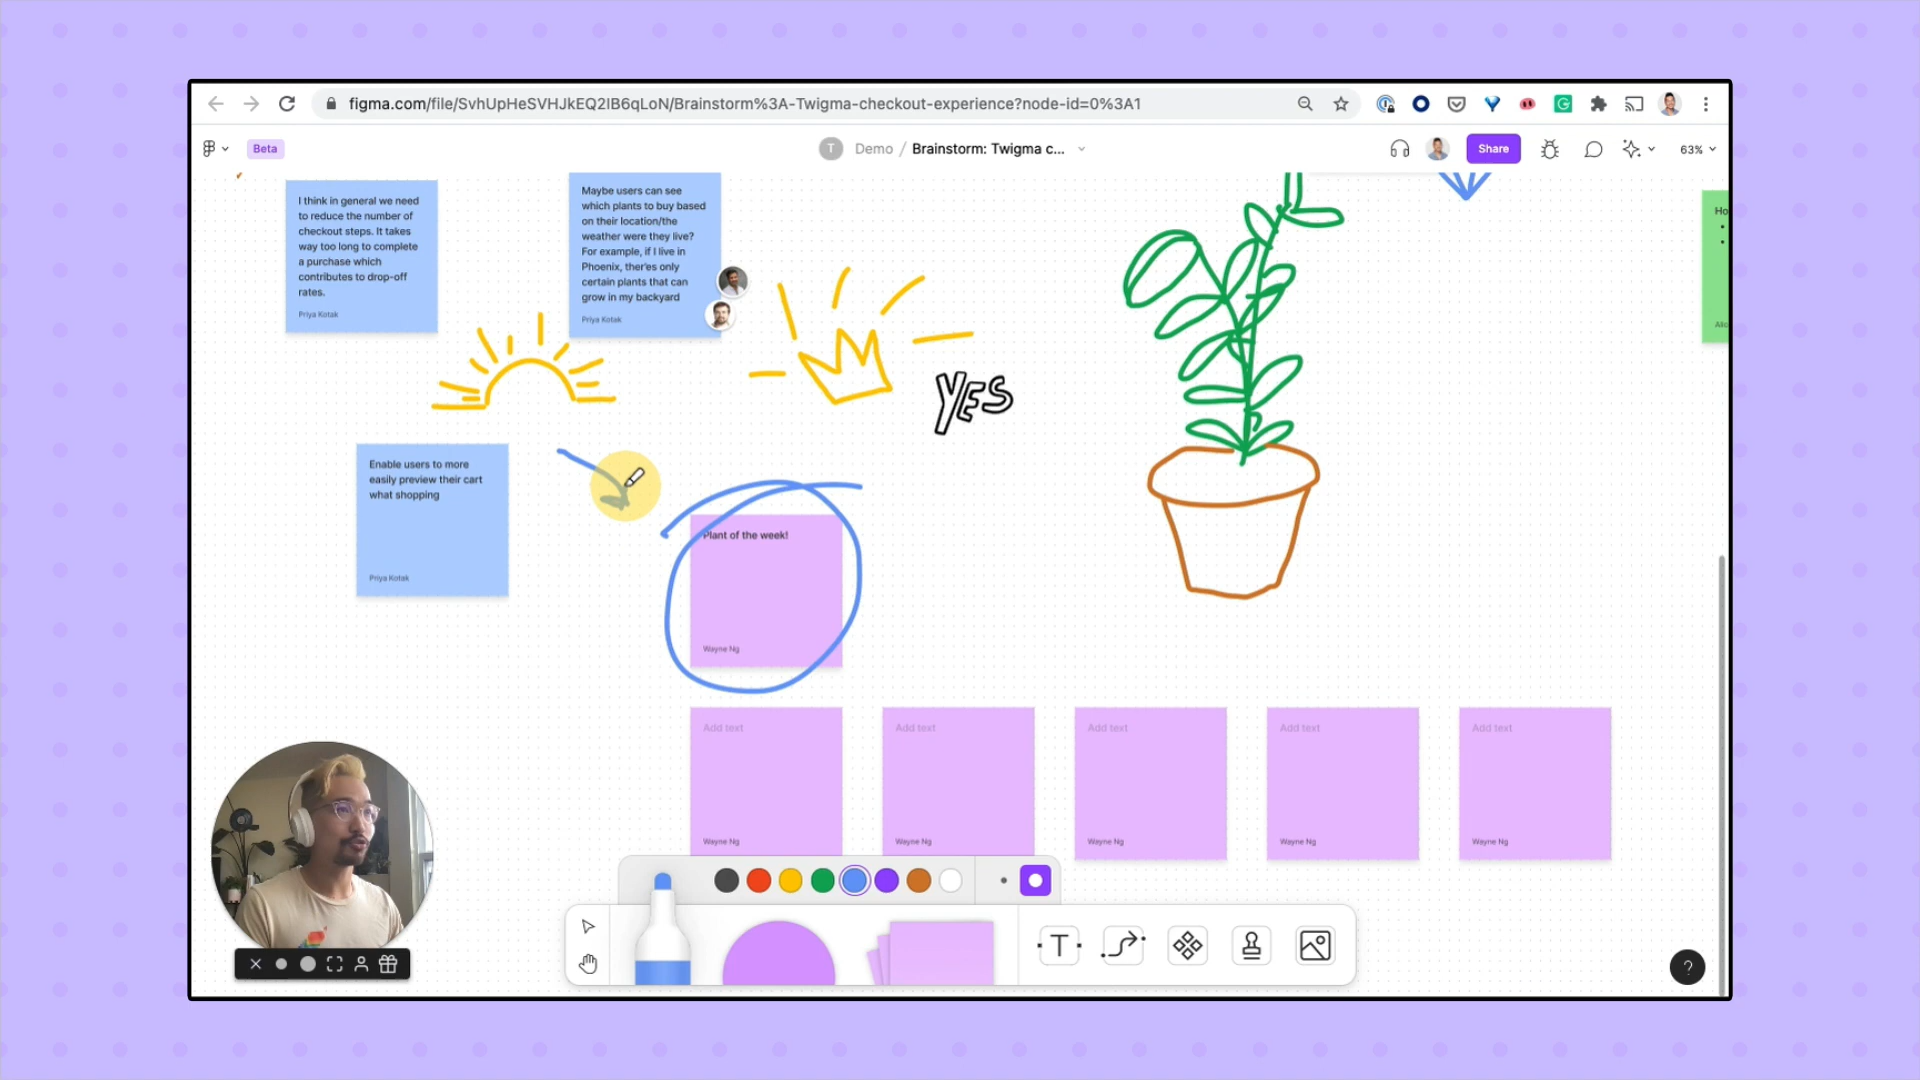 figma.com/file/SvhUpHeSVHJkEQ2IB6qLoN/Brainstorm%3A-Twigma-checkout-experience?node-id=0%3A1
Beta
T Demo / Brainstorm: Twigma c...
Share
63%
I think in general we need
to reduce the number of
checkout steps. It takes
way too long to complete
a purchase which
contributes to drop-off
rates.
Priya Kotak
Maybe users can see
which plants to buy based
on their location/the
weather were they live?
For example, if I live in
Phoenix, ther'es only
certain plants that can
grow in my backyard
Priya Kotak
Ho
YES
Enable users to more
easily preview their cart
what shopping
Priya Kotak
Plant of the week!
Wayne Ng
Add text
Wayne Ng
Add text
Wayne Ng
Add text
Wayne Ng
Add text
Wayne Ng
Add text
Wayne Ng
T
?